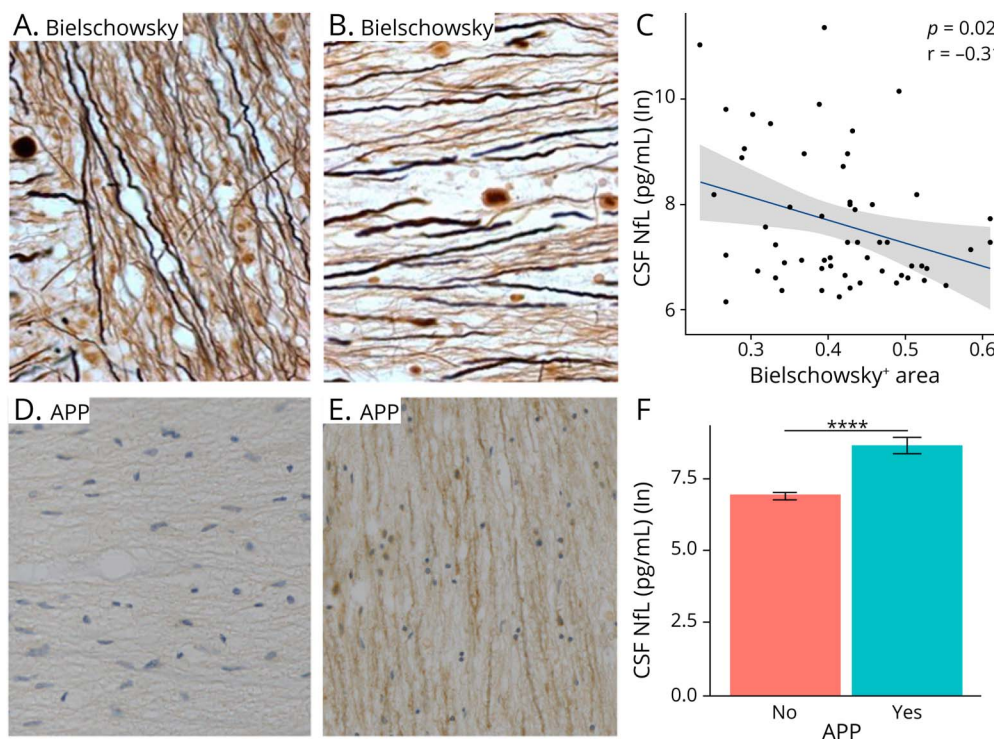 A. Bielschowsky
B. Bielschowsky
C
p = 0.02
r = –0.3
CSF NfL (pg/mL) (ln)
10
8
6
0.3 0.4 0.5 0.6
Bielschowsky⁺ area
D. APP
E. APP
F
****
CSF NfL (pg/mL) (ln)
7.5
5.0
2.5
0.0
No Yes
APP